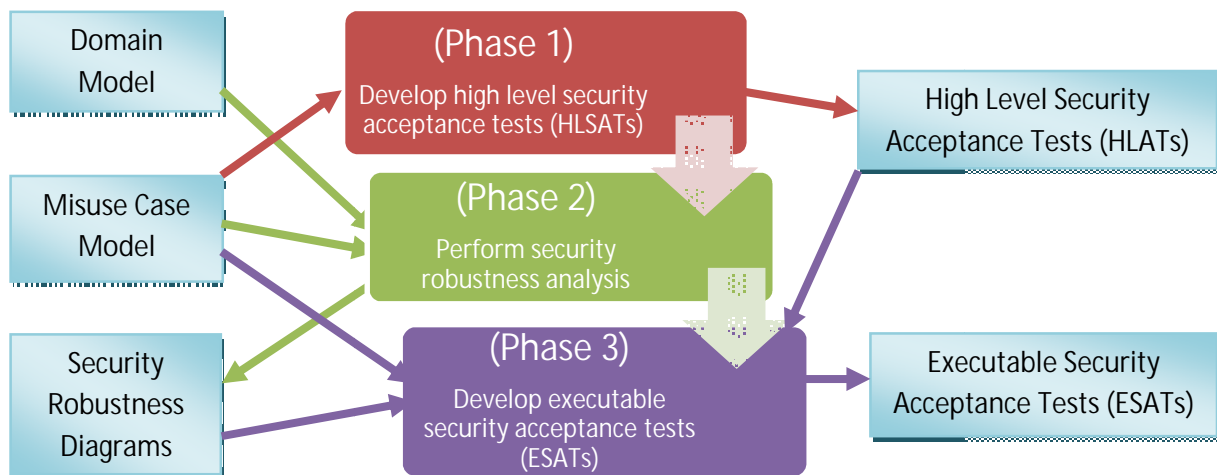 Domain
Model
Misuse Case
Model
Security
Robustness
Diagrams
(Phase 1)
Develop high level security
acceptance tests (HLSATs)
(Phase 2)
Perform security
robustness analysis
(Phase 3)
Develop executable
security acceptance tests
(ESATs)
High Level Security
Acceptance Tests (HLATs)
Executable Security
Acceptance Tests (ESATs)